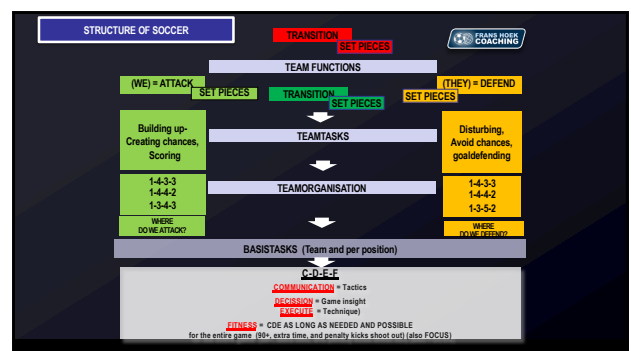 STRUCTURE OF SOCCER
TRANSITION
SET PIECES
FRANS HOEK
COACHING
TEAM FUNCTIONS
(WE) = ATTACK
SET PIECES
TRANSITION
SET PIECES
(THEY) = DEFEND
SET PIECES
Building up-
Creating chances,
Scoring
TEAMTASKS
Disturbing,
Avoid chances,
goaldefending
1-4-3-3
1-4-4-2
1-3-4-3
TEAMORGANISATION
1-4-3-3
1-4-4-2
1-3-5-2
WHERE
DO WE ATTACK?
WHERE
DO WE DEFEND?
BASISTASKS (Team and per position)
C-D-E-F
COMMUNICATION = Tactics
DECISSION = Game insight
EXECUTE = Technique)
FITNESS = CDE AS LONG AS NEEDED AND POSSIBLE
for the entire game (90+, extra time, and penalty kicks shoot out) (also FOCUS)